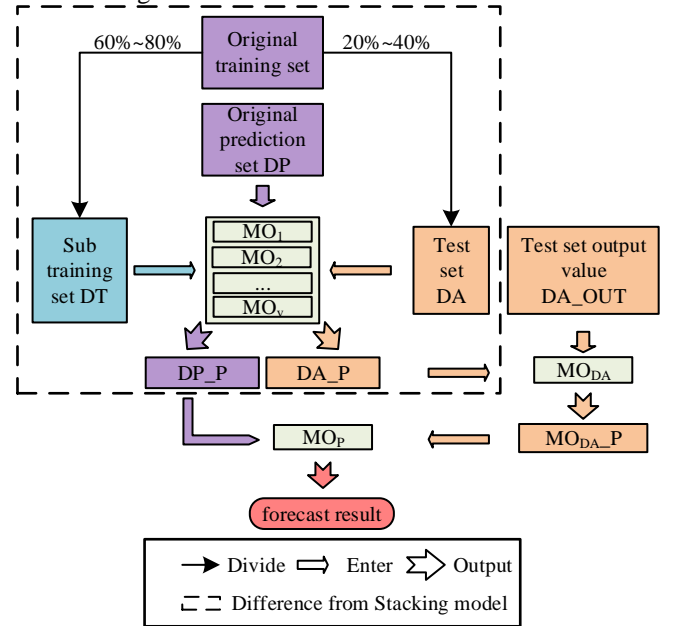 60%~80%
Original
training set
20%~40%
Original
prediction
set DP
Sub
training
set DT
MO1
MO2
...
MOv
Test
set
DA
Test set output
value
DA_OUT
DP_P
DA_P
MODA
MOP
MODA_P
forecast result
Divide
Enter
Output
Difference from Stacking model